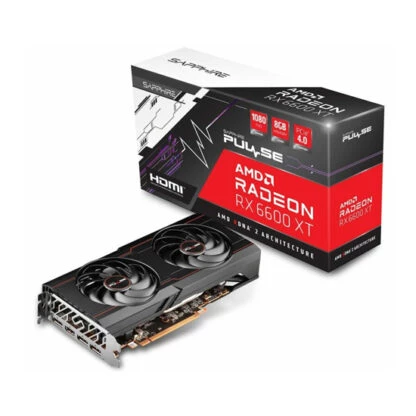 SAPPHIRE
SAPPHIRE
1080
8GB
PCIe
4.0
SAPPHIRE
PULSE
AMD
RADEON
RX 6600 XT
AMD RDNA 2 ARCHITECTURE
HDMI
PULSE
AMD
RADEON
RX 6600 XT